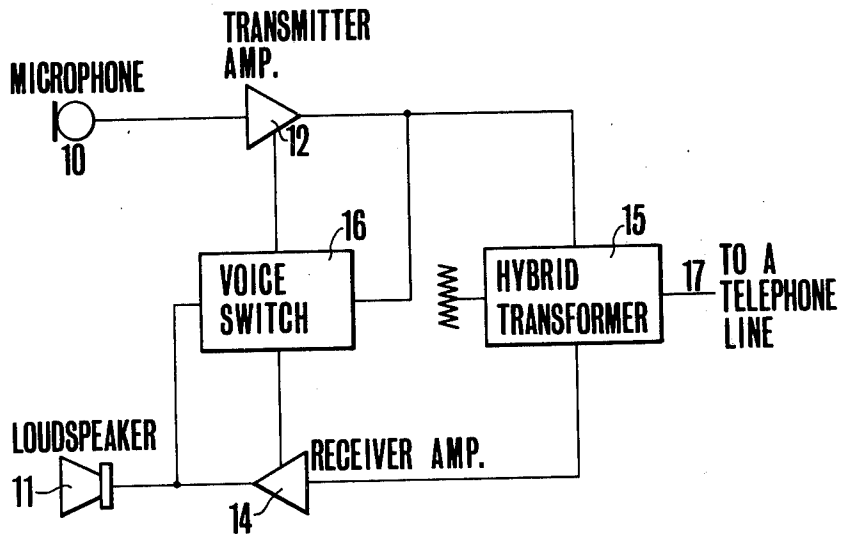 TRANSMITTER
AMP.
MICROPHONE
12
10
16
15
VOICE
SWITCH
HYBRID
TRANSFORMER
17
TO A
TELEPHONE
LINE
LOUDSPEAKER
RECEIVER AMP.
11
14